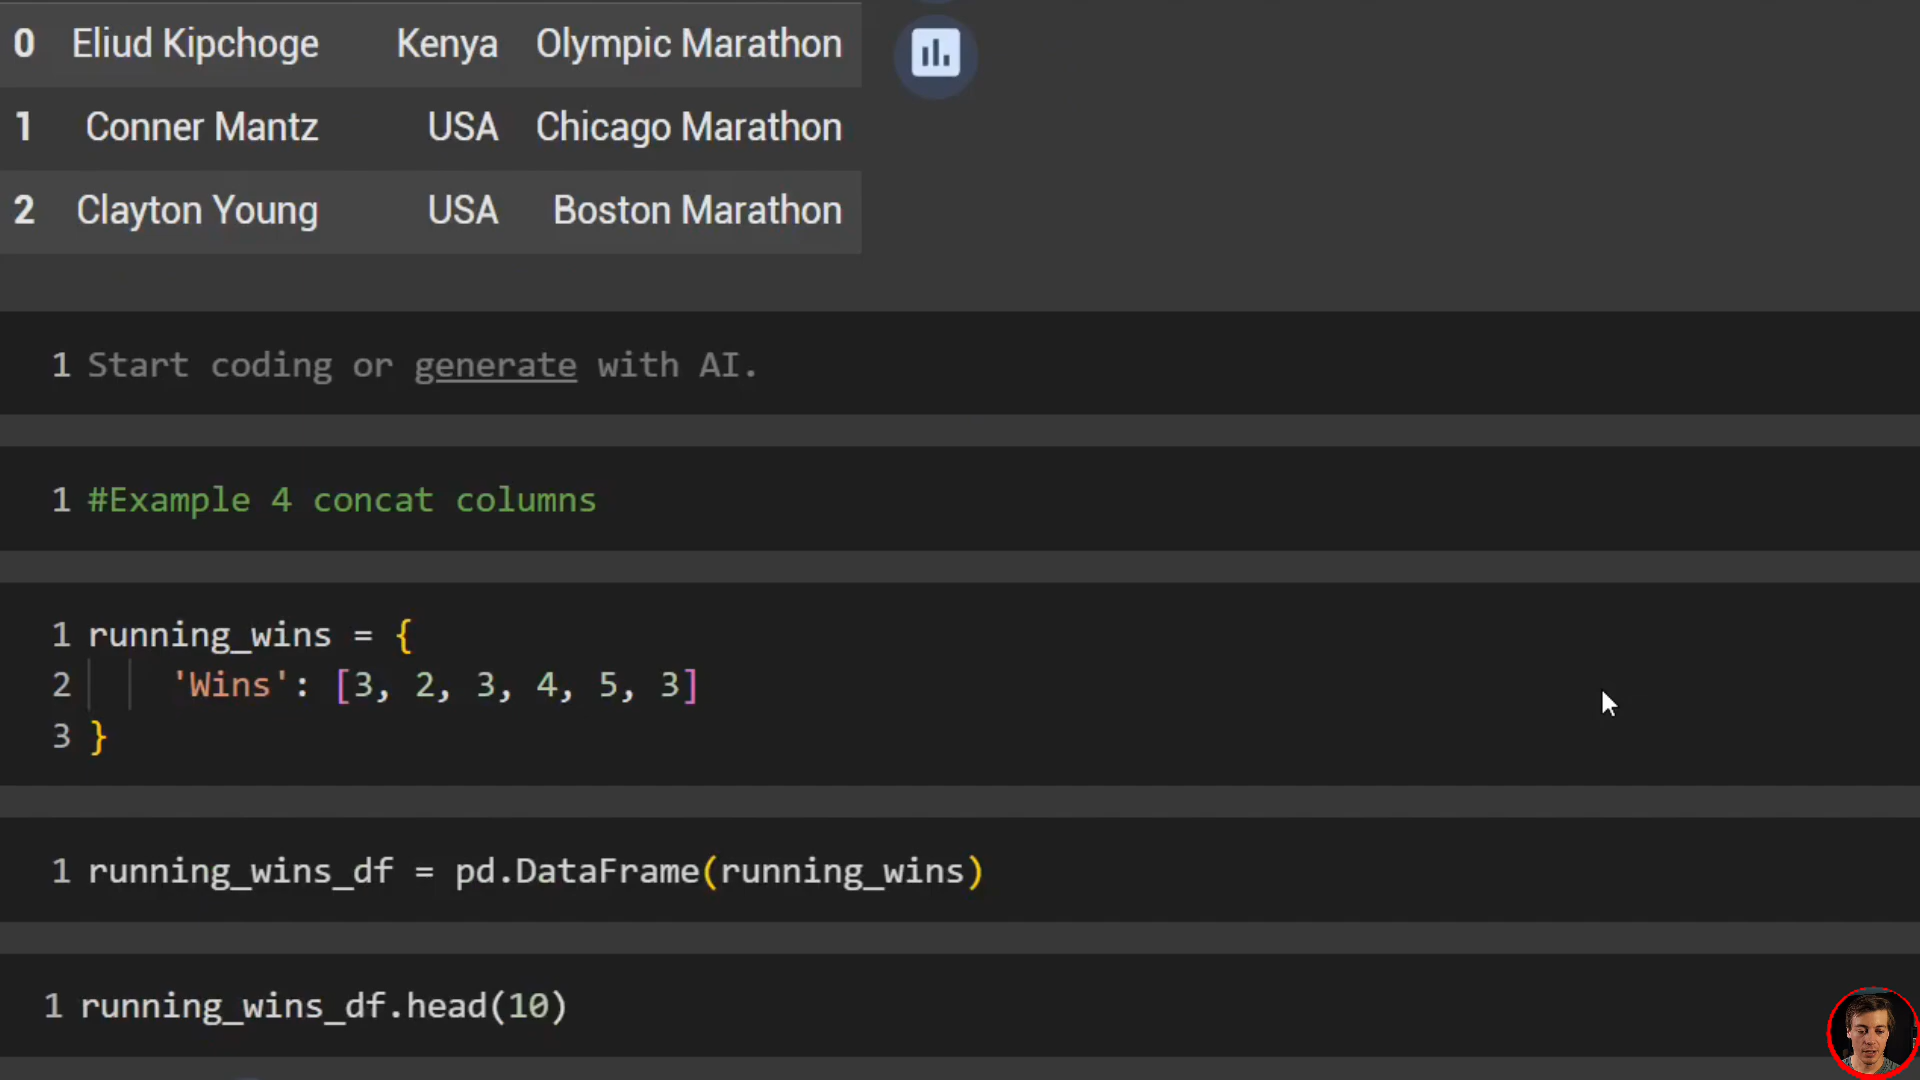 0 Eliud Kipchoge Kenya Olympic Marathon
1 Conner Mantz USA Chicago Marathon
2 Clayton Young USA Boston Marathon
1 Start coding or generate with AI.
1 #Example 4 concat columns
1 running_wins = {
2 'Wins': [3, 2, 3, 4, 5, 3]
3 }
1 running_wins_df = pd.DataFrame(running_wins)
1 running_wins_df.head(10)